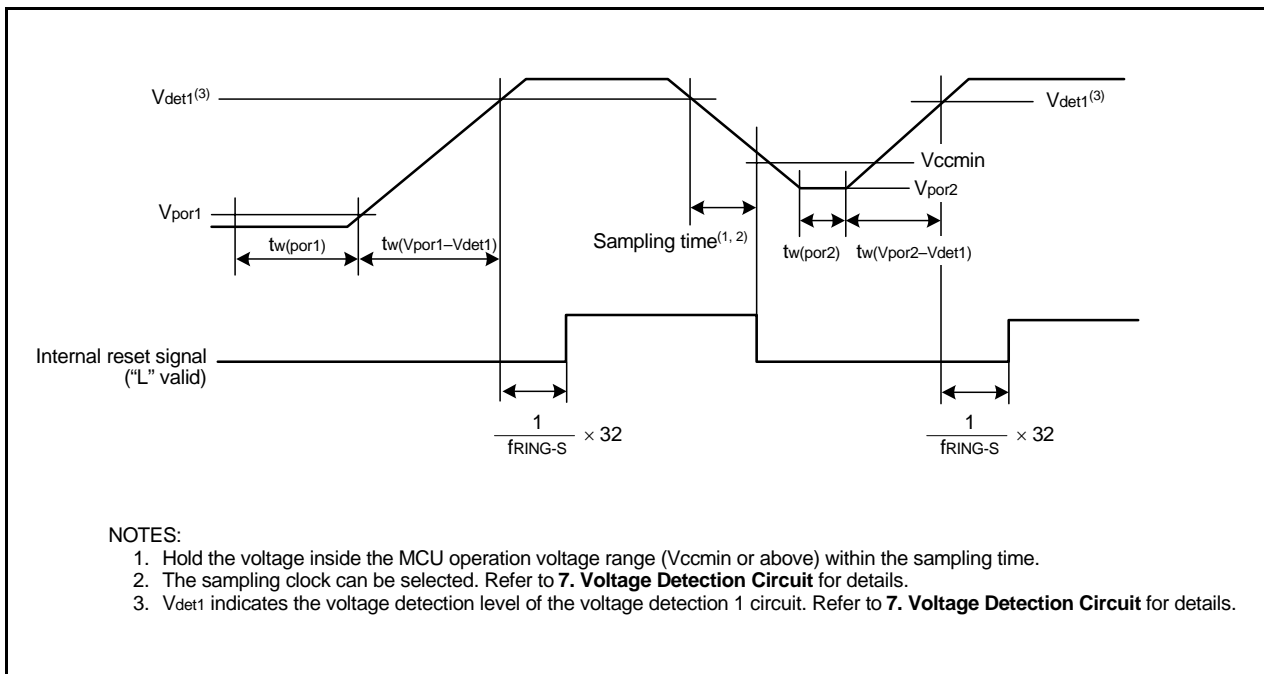 Vdet1(3)
Vdet1(3)
Vccmin
Vpor2
Vpor1
Sampling time(1, 2)
tw(por1)
tw(Vpor1–Vdet1)
tw(por2)
tw(Vpor2–Vdet1)
Internal reset signal
(“L” valid)
1
fRING-S
× 32
1
fRING-S
× 32
NOTES:
1. Hold the voltage inside the MCU operation voltage range (Vccmin or above) within the sampling time.
2. The sampling clock can be selected. Refer to 7. Voltage Detection Circuit for details.
3. Vdet1 indicates the voltage detection level of the voltage detection 1 circuit. Refer to 7. Voltage Detection Circuit for details.